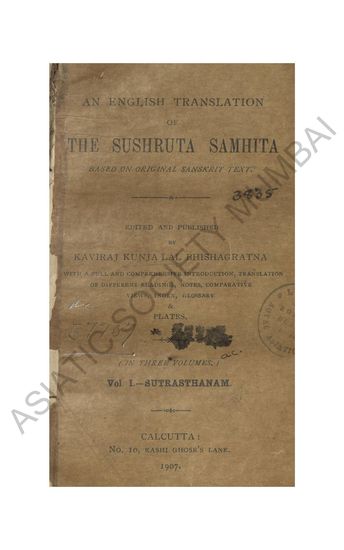 AN ENGLISH TRANSLATION
OF
THE SUSHRUTA SAMHITA
BASED ON ORIGINAL SANSKRIT TEXT.
3835
EDITED AND PUBLISHED
BY
KAVIRAJ KUNJA LAL BHISHAGRATNA
WITH A FULL AND COMPREHENSIVE INTRODUCTION, TRANSLATION
OF DIFFERENT READINGS, NOTES, COMPARATIVE
VIEWS, INDEX, GLOSSARY
&
PLATES.
(IN THREE VOLUMES.)
Vol I.—SUTRASTHANAM.
CALCUTTA:
No. 10, KASHI GHOSE'S LANE.
1907.
ASIATIC SOCIETY MUMBAI